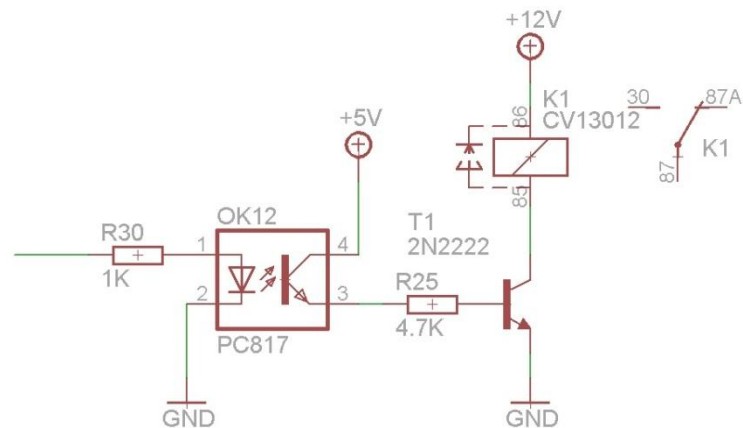 +12V
K1
CV13012
86
85
30
87A
K1
87
+5V
OK12
R30
1K
1
2
4
3
PC817
T1
2N2222
R25
4.7K
GND
GND